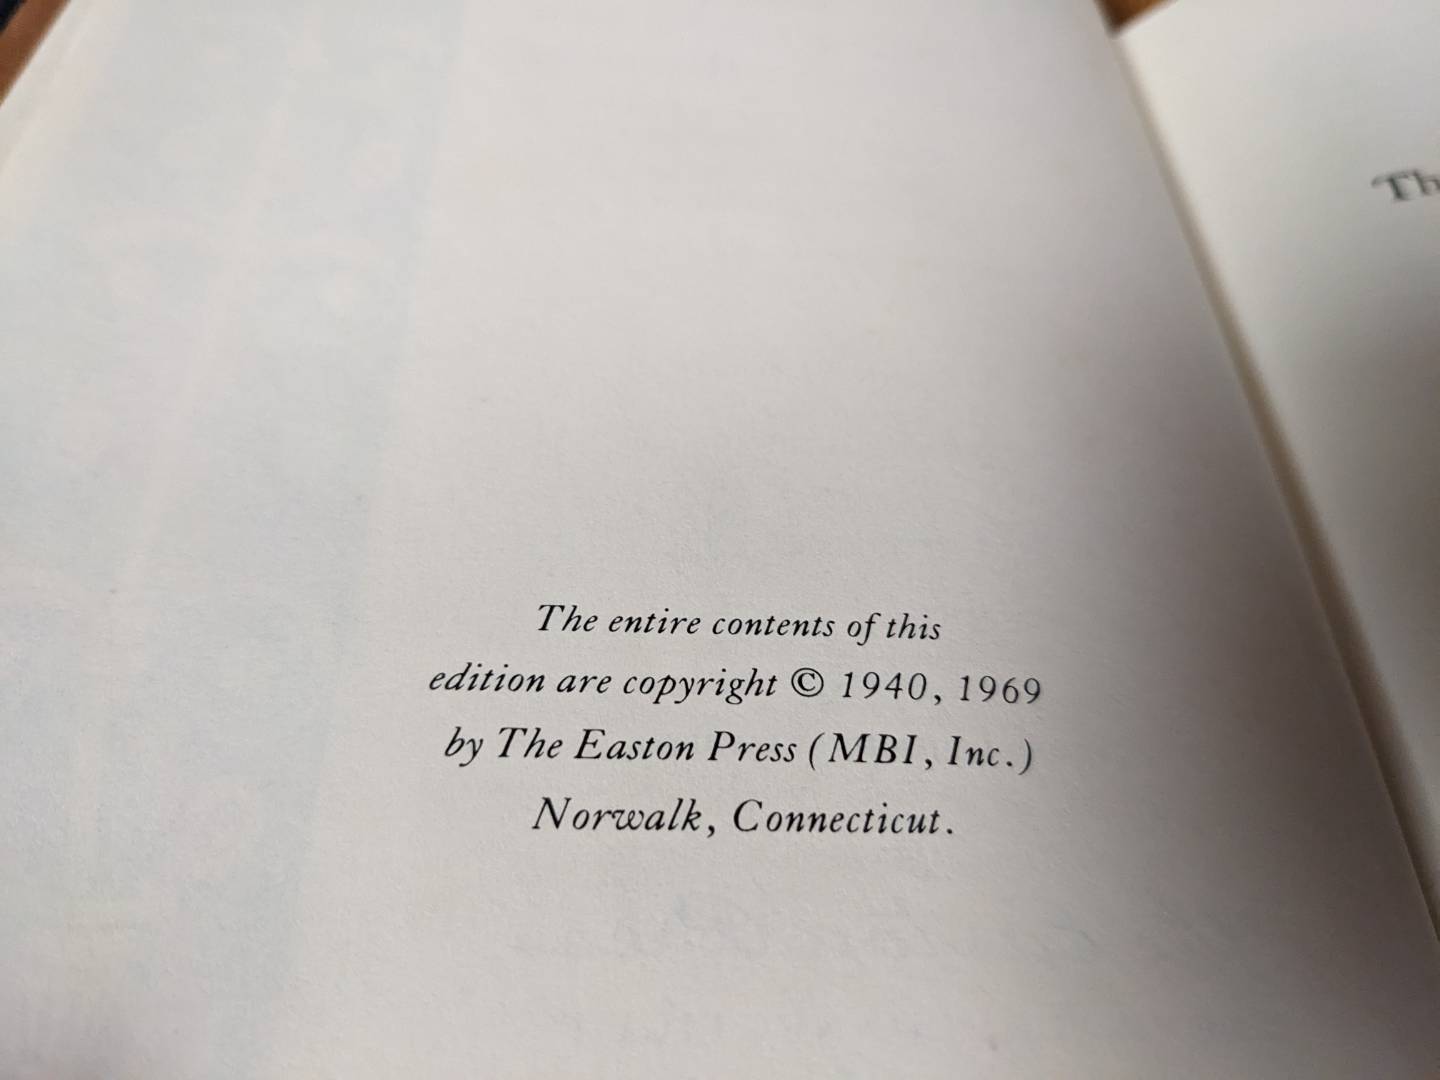 The entire contents of this
edition are copyright © 1940, 1969
by The Easton Press (MBI, Inc.)
Norwalk, Connecticut.